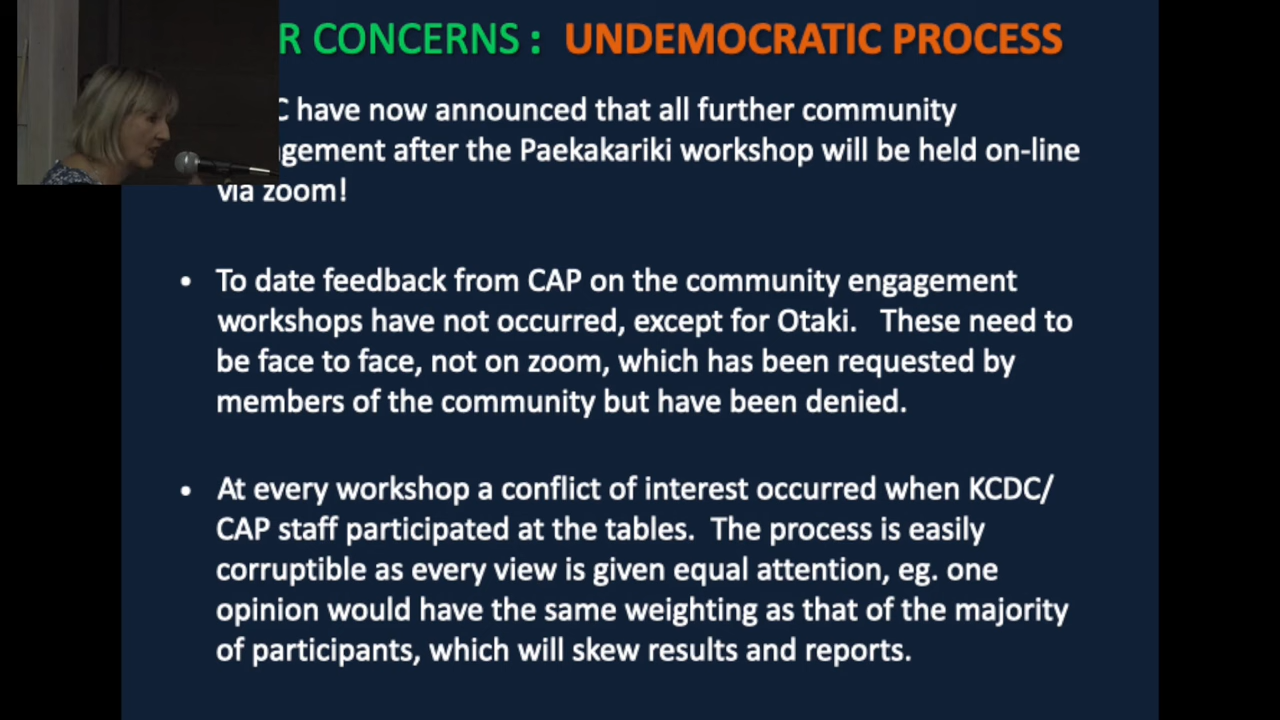 R CONCERNS : UNDEMOCRATIC PROCESS
C have now announced that all further community
gement after the Paekakariki workshop will be held on-line
via zoom!
• To date feedback from CAP on the community engagement
workshops have not occurred, except for Otaki. These need to
be face to face, not on zoom, which has been requested by
members of the community but have been denied.
• At every workshop a conflict of interest occurred when KCDC/
CAP staff participated at the tables. The process is easily
corruptible as every view is given equal attention, eg. one
opinion would have the same weighting as that of the majority
of participants, which will skew results and reports.